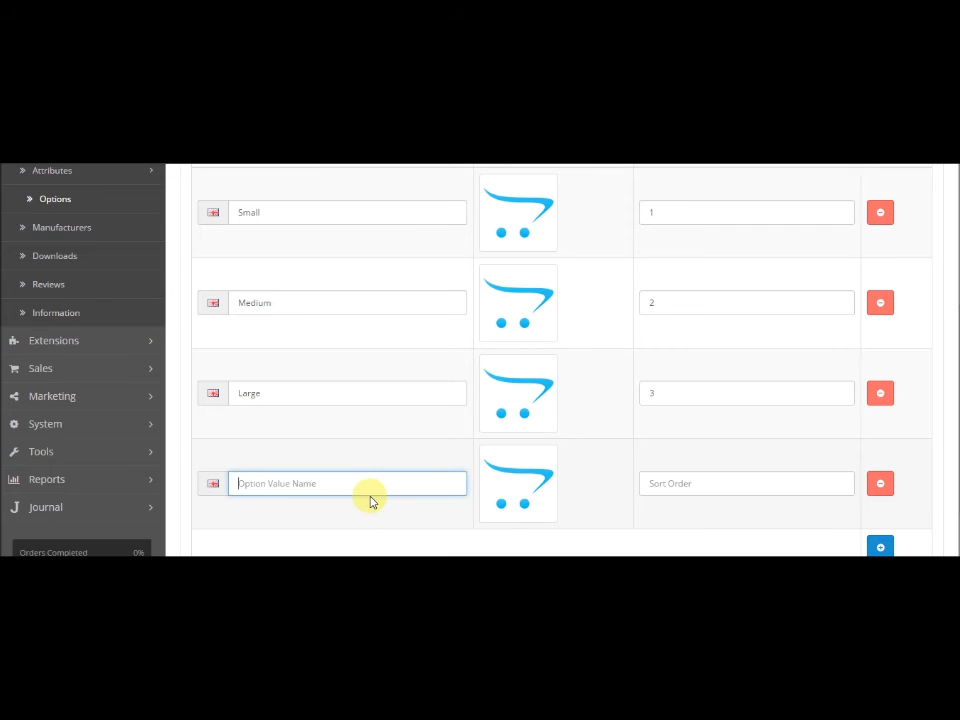 Attributes
Options
Manufacturers
Downloads
Reviews
Information
Extensions
Sales
Marketing
System
Tools
Reports
Journal
Orders Completed 0%
Small 1
Medium 2
Large 3
Option Value Name Sort Order